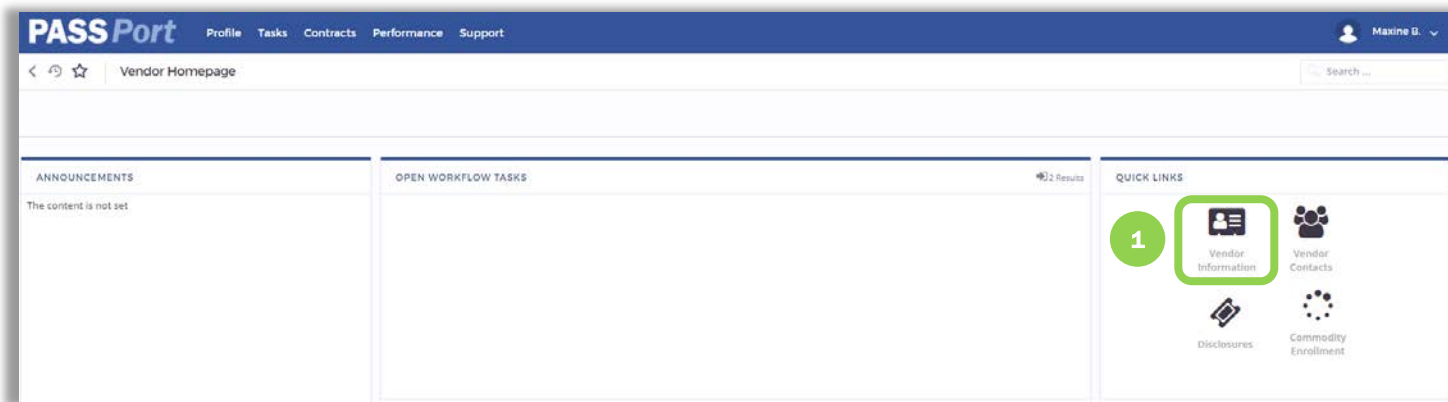 PASSPort Profile Tasks Contracts Performance Support Maxine B.
Vendor Homepage Search ...
ANNOUNCEMENTS
The content is not set
OPEN WORKFLOW TASKS 2 Results
QUICK LINKS
1
Vendor
Information
Vendor
Contacts
Disclosures
Commodity
Enrollment